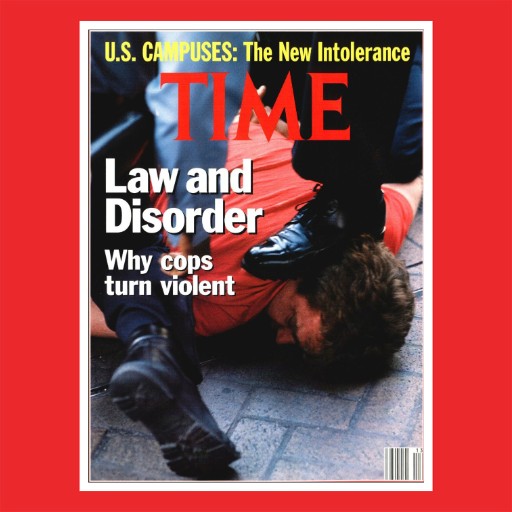 U.S. CAMPUSES: The New Intolerance
TIME
Law and
Disorder
Why cops
turn violent